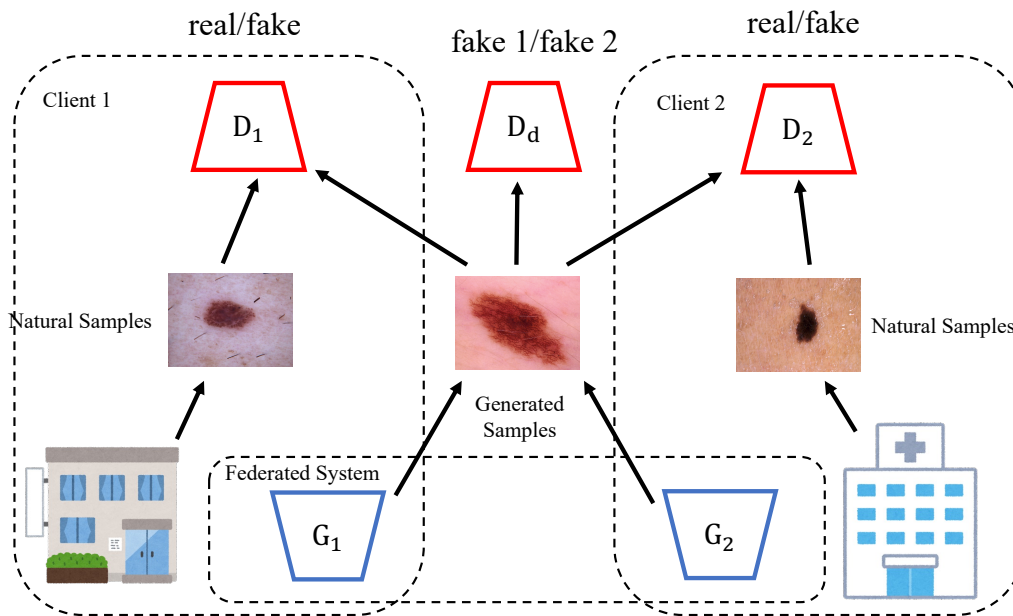 real/fake
fake 1/fake 2
real/fake
Client 1
Client 2
D₁
D_d
D₂
Natural Samples
Natural Samples
Generated
Samples
Federated System
G₁
G₂